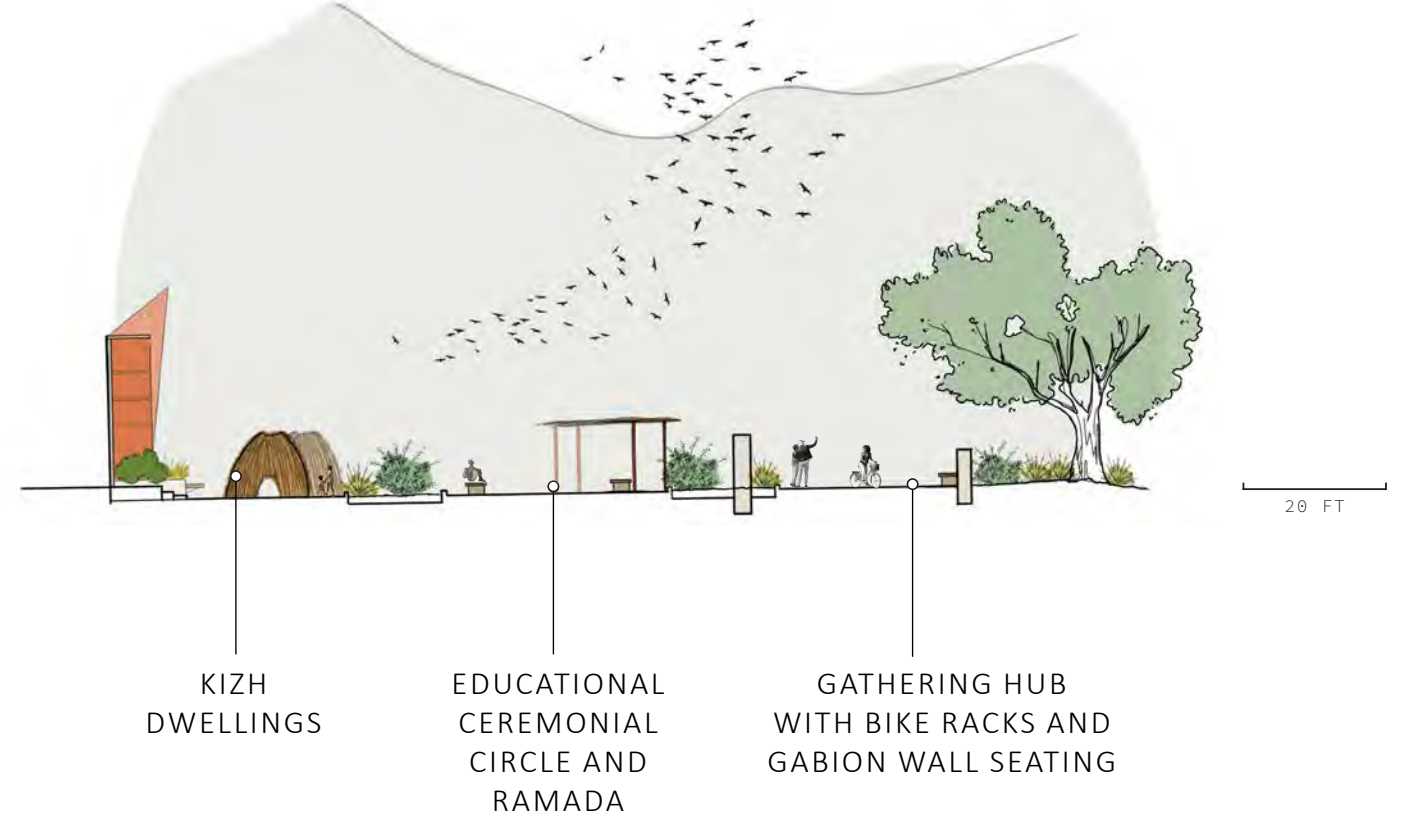 20 FT
KIZH
DWELLINGS
EDUCATIONAL
CEREMONIAL
CIRCLE AND
RAMADA
GATHERING HUB
WITH BIKE RACKS AND
GABION WALL SEATING